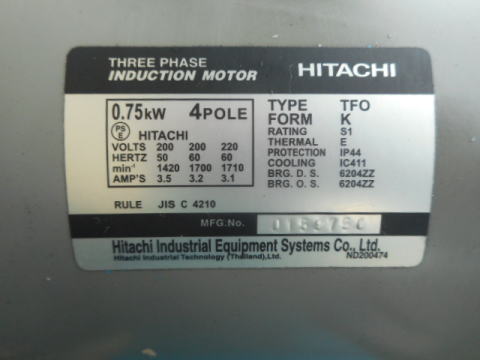 THREE PHASE
INDUCTION MOTOR
HITACHI
0.75kW 4POLE
PS E HITACHI
VOLTS 200 200 220
HERTZ 50 60 60
min-1 1420 1700 1710
AMP'S 3.5 3.2 3.1
RULE JIS C 4210
TYPE TFO
FORM K
RATING S1
THERMAL E
PROTECTION IP44
COOLING IC411
BRG. D. S. 6204ZZ
BRG. O. S. 6204ZZ
MFG.No.
Hitachi Industrial Equipment Systems Co., Ltd.
Hitachi Industrial Technology (Thailand),Ltd. ND200474